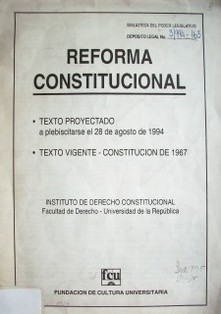 BIBLIOTECA DEL PODER LEGISLATIVO
DEPOSITO LEGAL No.
REFORMA
CONSTITUCIONAL
• TEXTO PROYECTADO
a plebiscitarse el 28 de agosto de 1994
• TEXTO VIGENTE - CONSTITUCION DE 1967
INSTITUTO DE DERECHO CONSTITUCIONAL
Facultad de Derecho - Universidad de la República
fcu
FUNDACION DE CULTURA UNIVERSITARIA